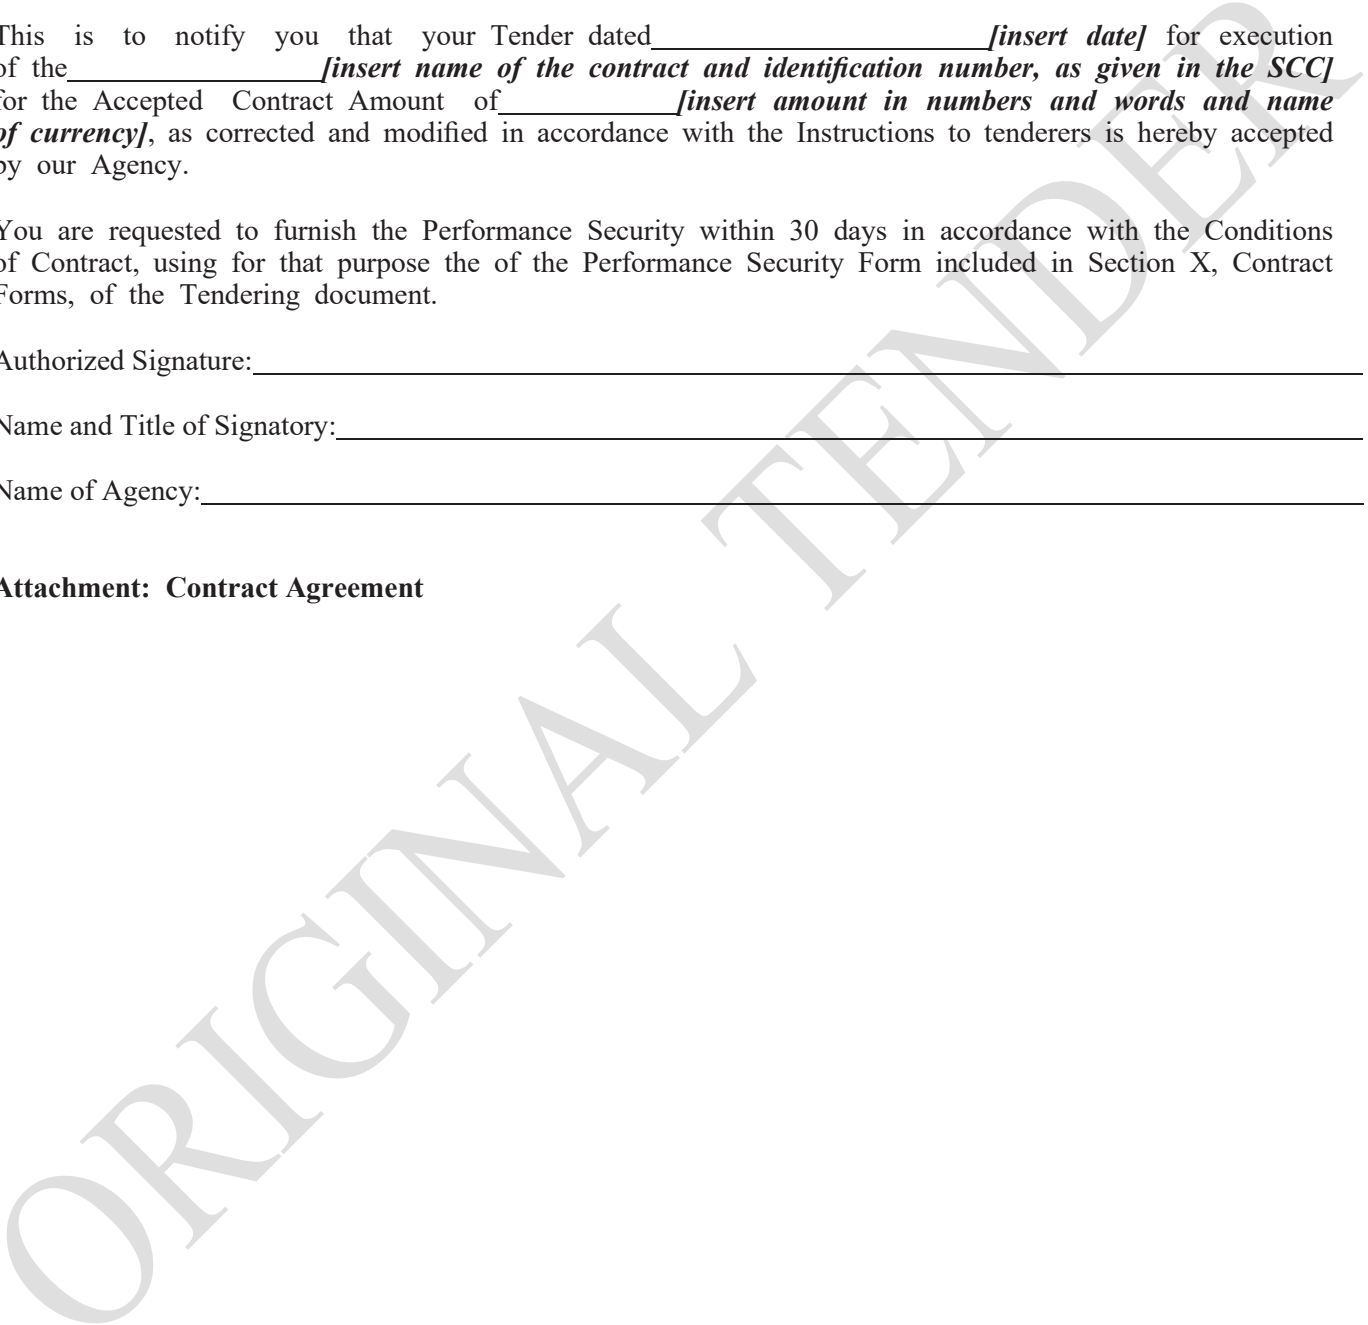 This is to notify you that your Tender dated [insert date] for execution
of the [insert name of the contract and identification number, as given in the SCC]
for the Accepted Contract Amount of [insert amount in numbers and words and name
of currency], as corrected and modified in accordance with the Instructions to tenderers is hereby accepted
by our Agency.
You are requested to furnish the Performance Security within 30 days in accordance with the Conditions
of Contract, using for that purpose the of the Performance Security Form included in Section X, Contract
Forms, of the Tendering document.
Authorized Signature:
Name and Title of Signatory:
Name of Agency:
Attachment: Contract Agreement
ORIGINAL TENDER